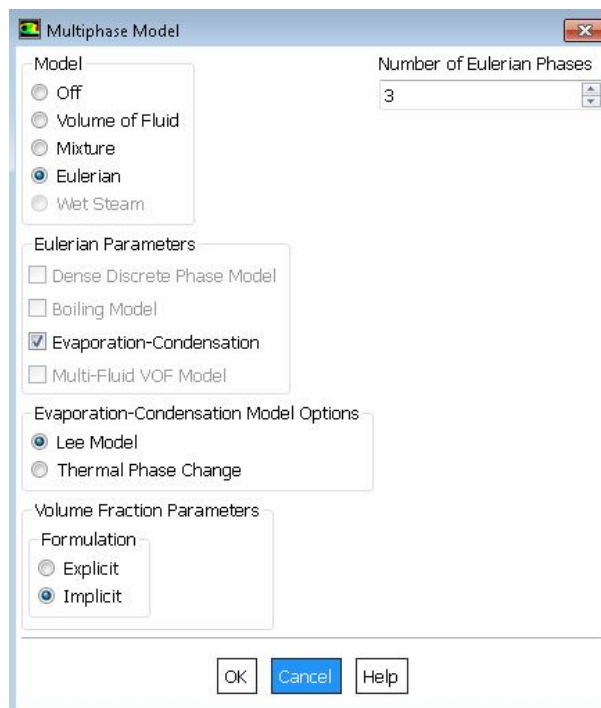 Multiphase Model
Model
Off
Volume of Fluid
Mixture
Eulerian
Wet Steam
Number of Eulerian Phases
3
Eulerian Parameters
Dense Discrete Phase Model
Boiling Model
Evaporation-Condensation
Multi-Fluid VOF Model
Evaporation-Condensation Model Options
Lee Model
Thermal Phase Change
Volume Fraction Parameters
Formulation
Explicit
Implicit
OK Cancel Help